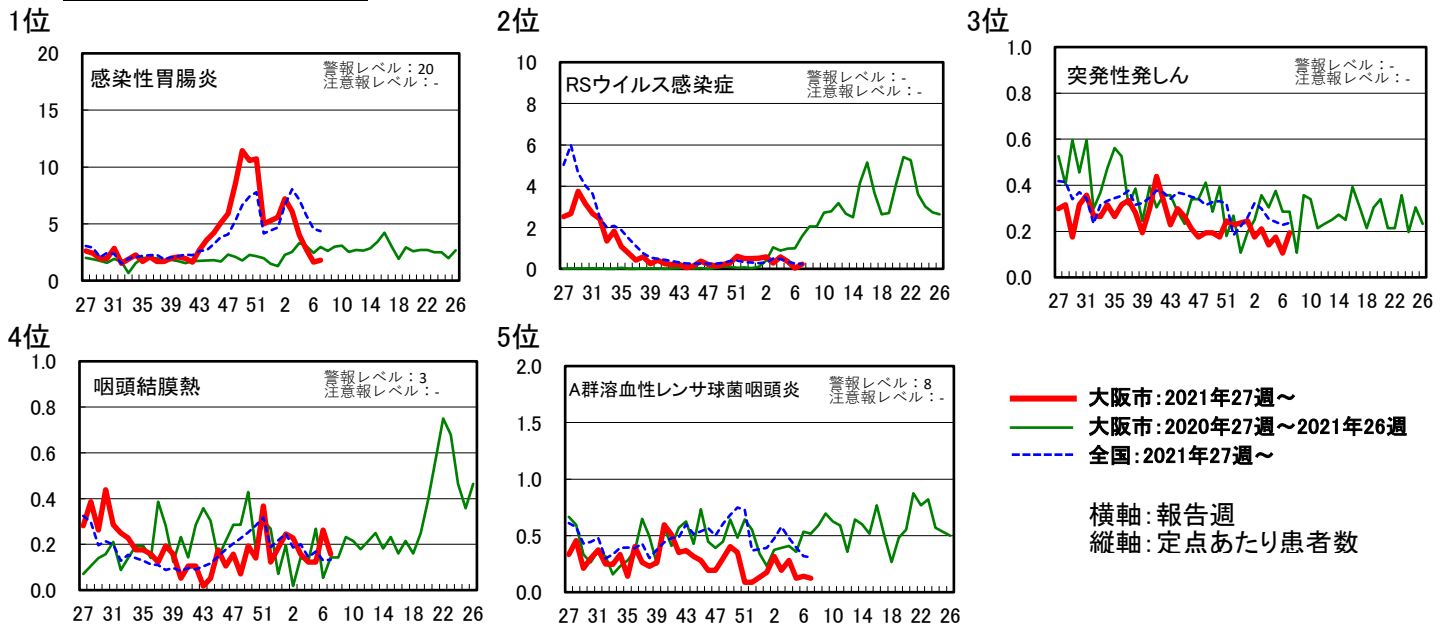 1位
感染性胃腸炎
警報レベル：20
注意報レベル：-
20
15
10
5
0
27 31 35 39 43 47 51 2 6 10 14 18 22 26
2位
RSウイルス感染症
警報レベル：-
注意報レベル：-
10
8
6
4
2
0
27 31 35 39 43 47 51 2 6 10 14 18 22 26
3位
突発性発しん
警報レベル：-
注意報レベル：-
1.0
0.8
0.6
0.4
0.2
0.0
27 31 35 39 43 47 51 2 6 10 14 18 22 26
4位
咽頭結膜熱
警報レベル：3
注意報レベル：-
1.0
0.8
0.6
0.4
0.2
0.0
27 31 35 39 43 47 51 2 6 10 14 18 22 26
5位
A群溶血性レンサ球菌咽頭炎
警報レベル：8
注意報レベル：-
2.0
1.5
1.0
0.5
0.0
27 31 35 39 43 47 51 2 6 10 14 18 22 26
大阪市：2021年27週～
大阪市：2020年27週～2021年26週
全国：2021年27週～
横軸：報告週
縦軸：定点あたり患者数